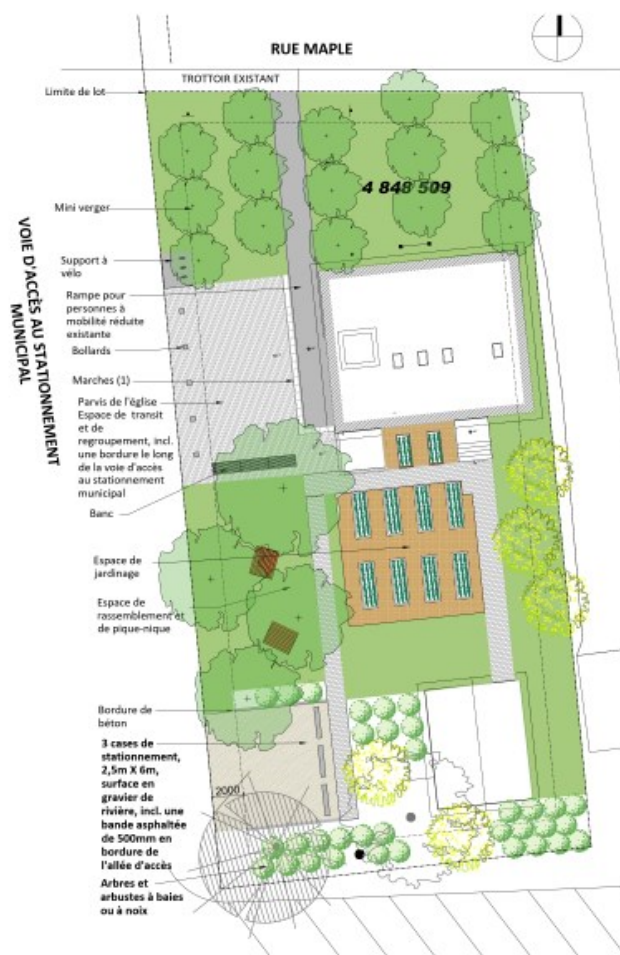 RUE MAPLE
TROTTOIR EXISTANT
Limite de lot
4 848 509
Mini verger
VOIE D'ACCÈS AU STATIONNEMENT
MUNICIPAL
Support à
vélo
Rampe pour
personnes à
mobilité réduite
existante
Bollards
Marches (1)
Parvis de l'église
Espace de transit
et de
regroupement, incl.
une bordure le long
de la voie d'accès
au stationnement
municipal
Banc
Espace de
jardinage
Espace de
rassemblement et
de pique-nique
Bordure de
béton
3 cases de
stationnement,
2,5m X 6m,
surface en
gravier de
rivière, incl. une
bande asphaltée
de 500mm en
bordure de
l'allée d'accès
2000
Arbres et
arbustes à baies
ou à noix